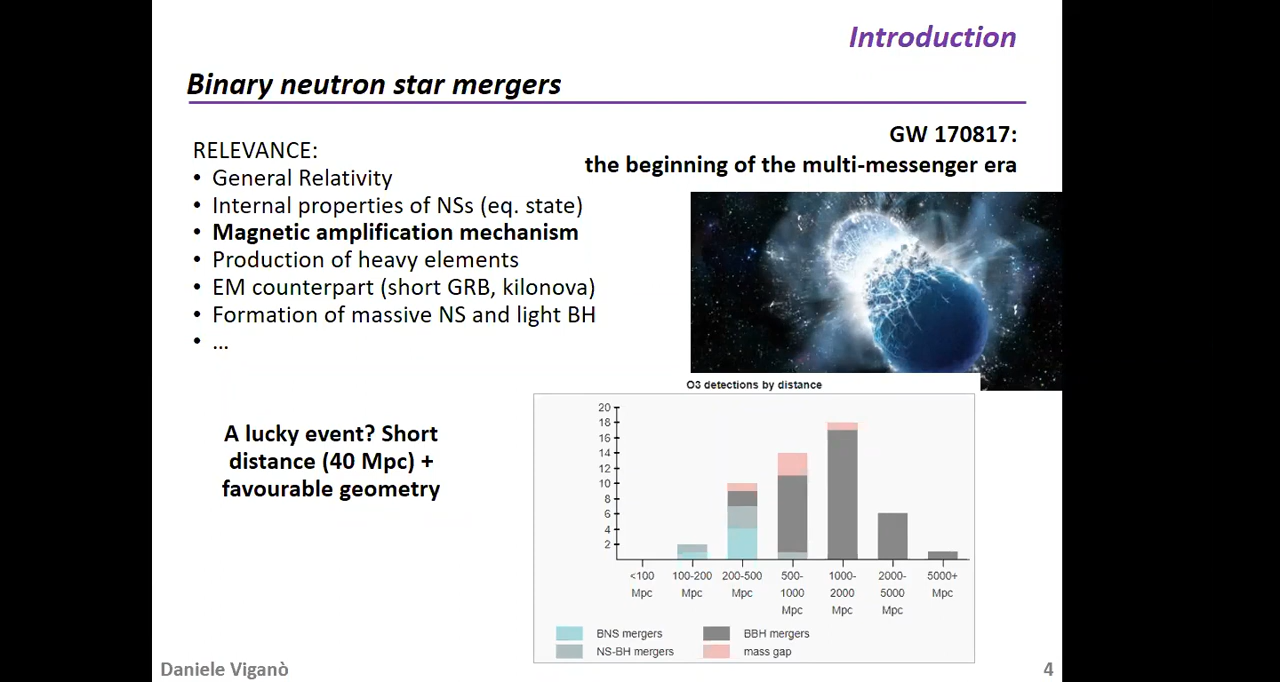 Introduction
Binary neutron star mergers
RELEVANCE:
• General Relativity
• Internal properties of NSs (eq. state)
• Magnetic amplification mechanism
• Production of heavy elements
• EM counterpart (short GRB, kilonova)
• Formation of massive NS and light BH
• ...
GW 170817:
the beginning of the multi-messenger era
A lucky event? Short
distance (40 Mpc) +
favourable geometry
O3 detections by distance
20
18
16
14
12
10
8
6
4
2
<100
Mpc
100-200
Mpc
200-500
Mpc
500-
1000
Mpc
1000-
2000
Mpc
2000-
5000
Mpc
5000+
Mpc
BNS mergers
BBH mergers
NS-BH mergers
mass gap
Daniele Viganò
4